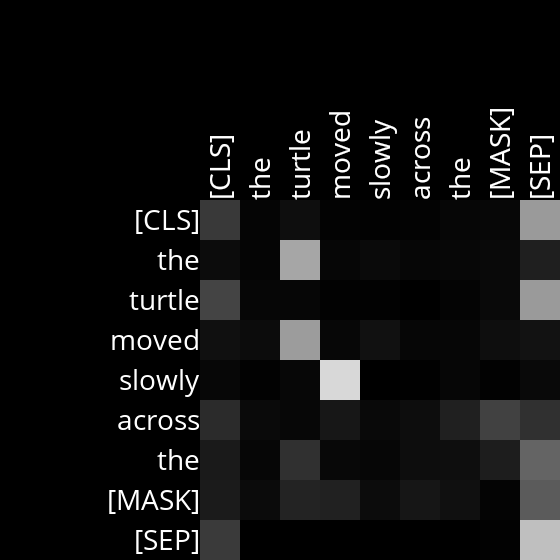 [CLS] the turtle moved slowly across the [MASK] [SEP]
[CLS]
the
turtle
moved
slowly
across
the
[MASK]
[SEP]